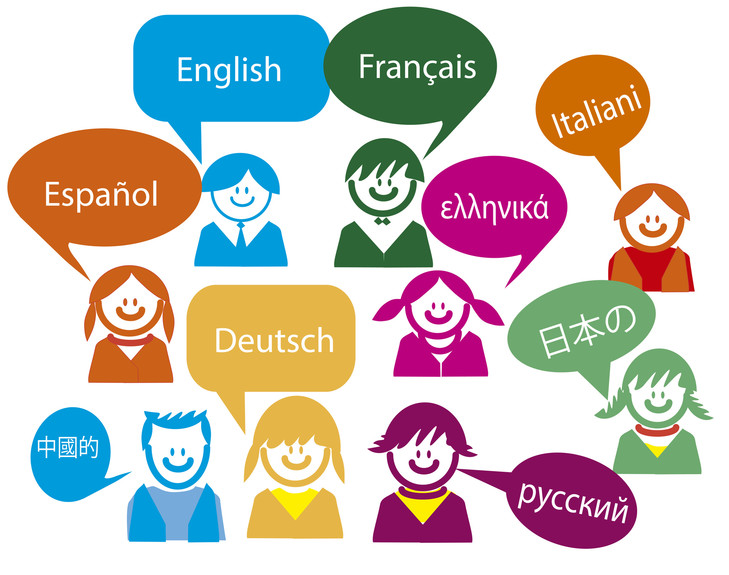 English
Français
Italiani
Español
ελληνικά
日本の
Deutsch
中國的
русский